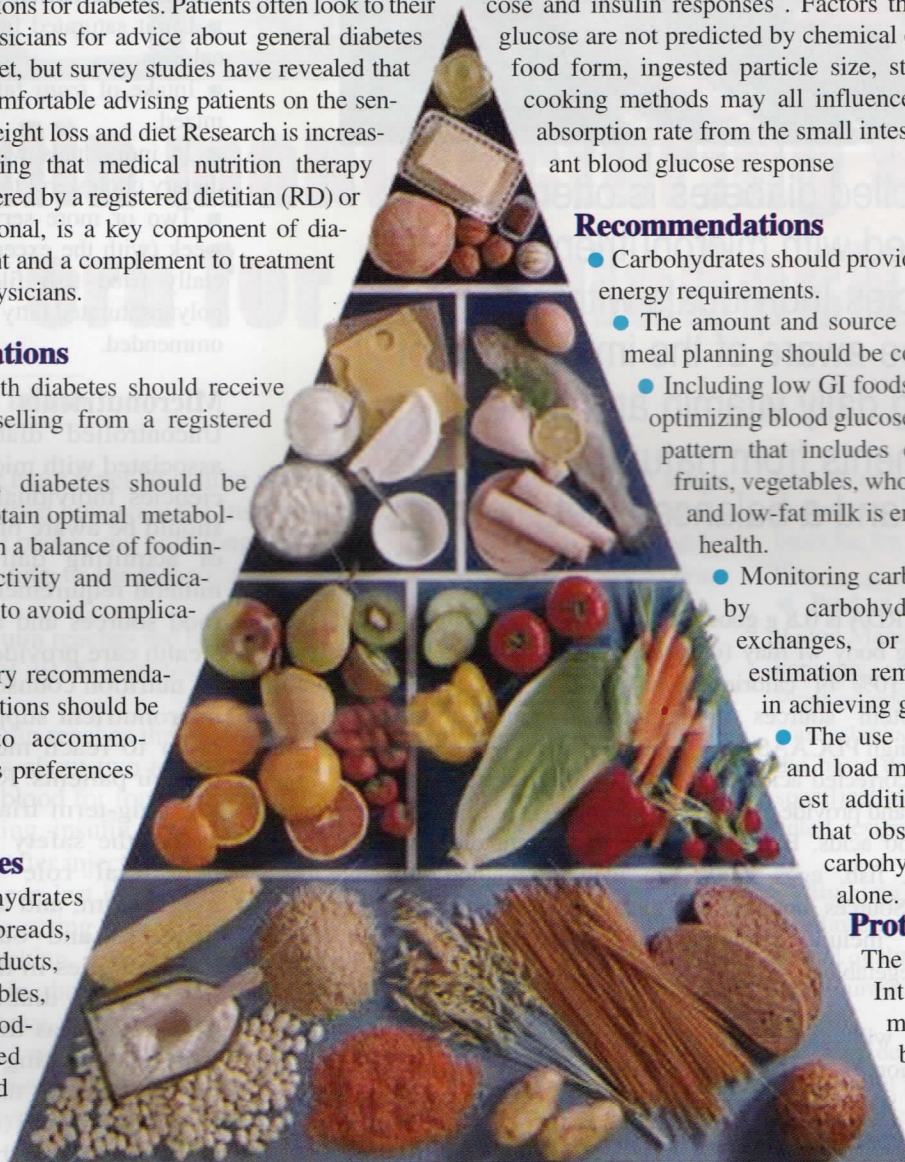 ions for diabetes. Patients often look to their
sicians for advice about general diabetes
et, but survey studies have revealed that
mfortable advising patients on the sen-
eight loss and diet Research is increas-
ing that medical nutrition therapy
ered by a registered dietitian (RD) or
onal, is a key component of dia-
nt and a complement to treatment
ysicians.
ations
th diabetes should receive
selling from a registered
diabetes should be
tain optimal metabol-
h a balance of foodin-
ctivity and medica-
to avoid complica-
ry recommenda-
tions should be
to accommo-
s preferences
es
hydrates
breads,
ducts,
bles,
od-
ed
d
cose and insulin responses . Factors th
glucose are not predicted by chemical
food form, ingested particle size, st
cooking methods may all influence
absorption rate from the small intes
ant blood glucose response
Recommendations
● Carbohydrates should provid
energy requirements.
● The amount and source
meal planning should be co
● Including low GI foods
optimizing blood glucose
pattern that includes
fruits, vegetables, who
and low-fat milk is en
health.
● Monitoring carb
by carbohyd
exchanges, or
estimation rem
in achieving g
● The use
and load m
est additi
that obs
carbohy
alone.
Prot
The
Int
m
b